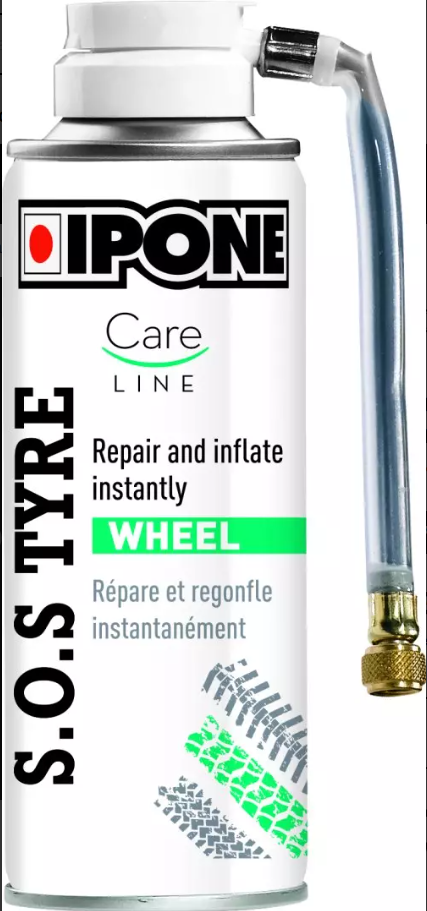 IPONE
Care
LINE
S.O.S TYRE
Repair and inflate
instantly
WHEEL
Répare et regonfle
instantanément